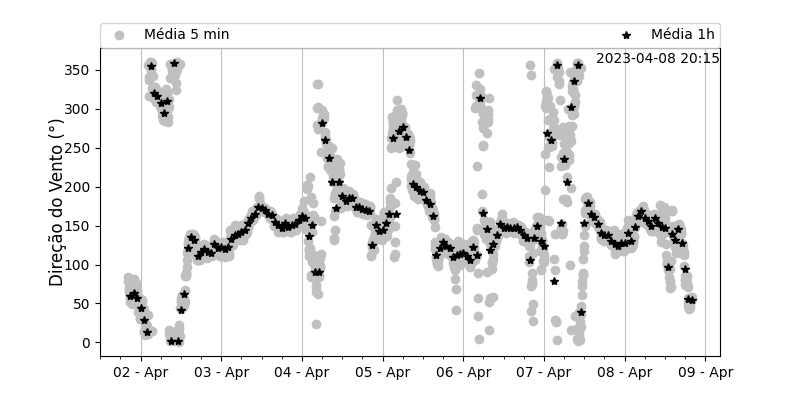 Média 5 min
Média 1h
2023-04-08 20:15
Direção do Vento (°)
350
300
250
200
150
100
50
0
02 - Apr
03 - Apr
04 - Apr
05 - Apr
06 - Apr
07 - Apr
08 - Apr
09 - Apr